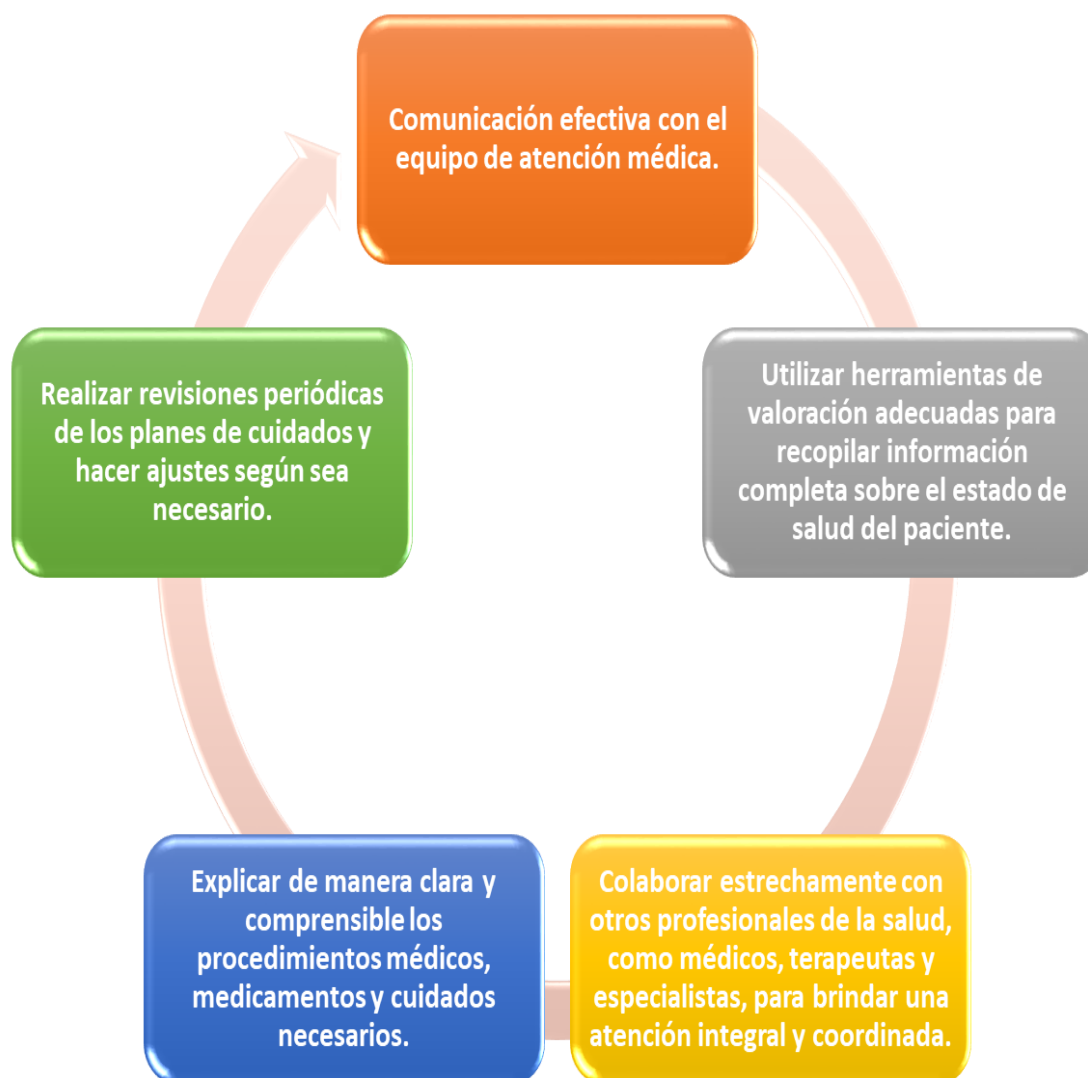 Comunicación efectiva con el
equipo de atención médica.
Utilizar herramientas de
valoración adecuadas para
recopilar información
completa sobre el estado de
salud del paciente.
Colaborar estrechamente con
otros profesionales de la salud,
como médicos, terapeutas y
especialistas, para brindar una
atención integral y coordinada.
Explicar de manera clara y
comprensible los
procedimientos médicos,
medicamentos y cuidados
necesarios.
Realizar revisiones periódicas
de los planes de cuidados y
hacer ajustes según sea
necesario.